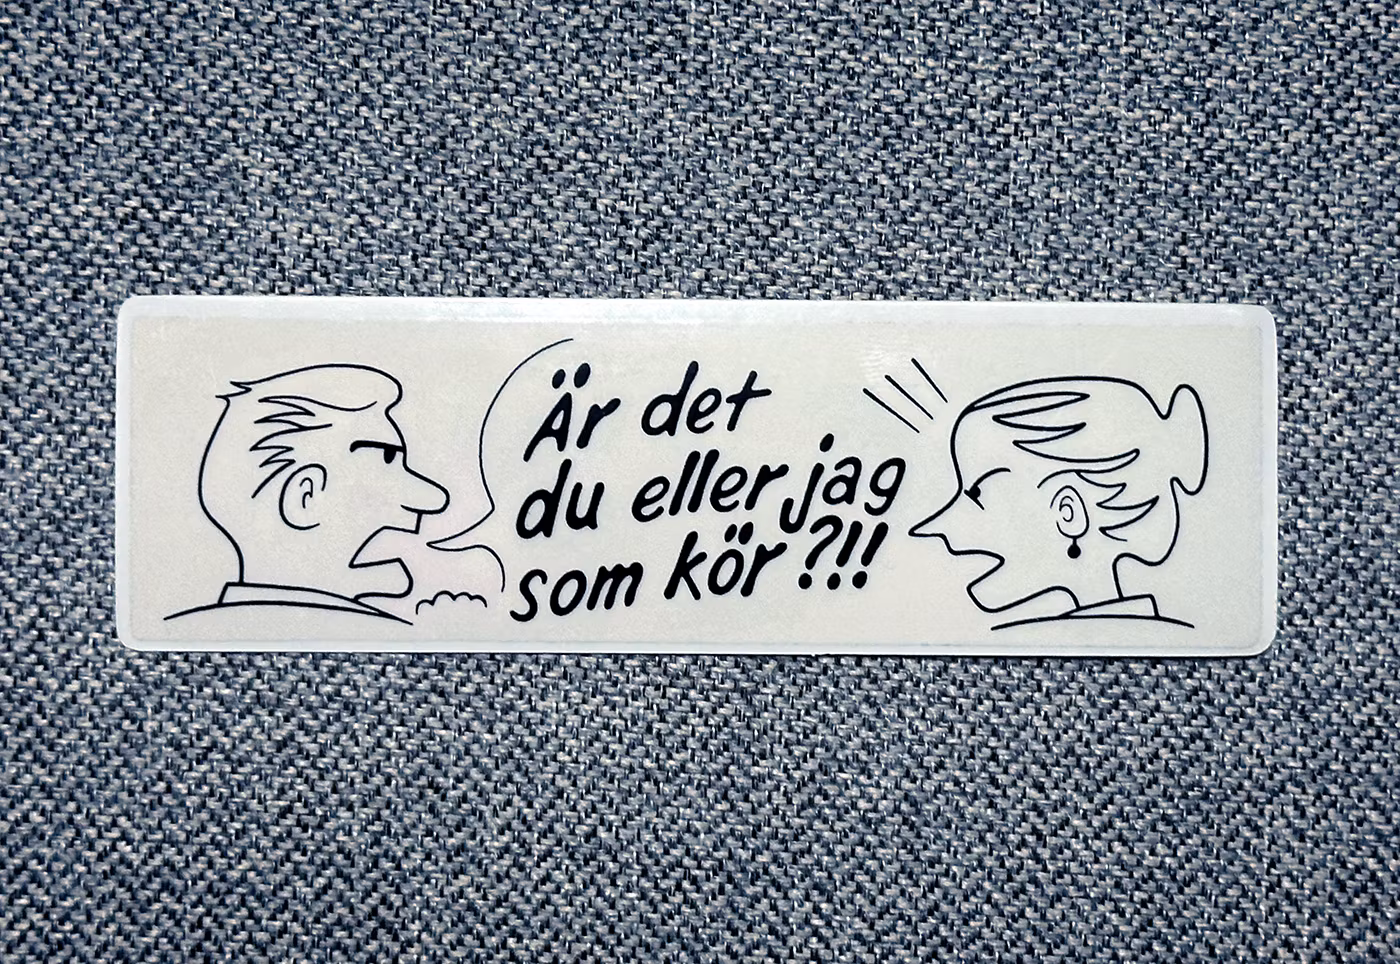 Är det
du eller jag
som kör ?!!